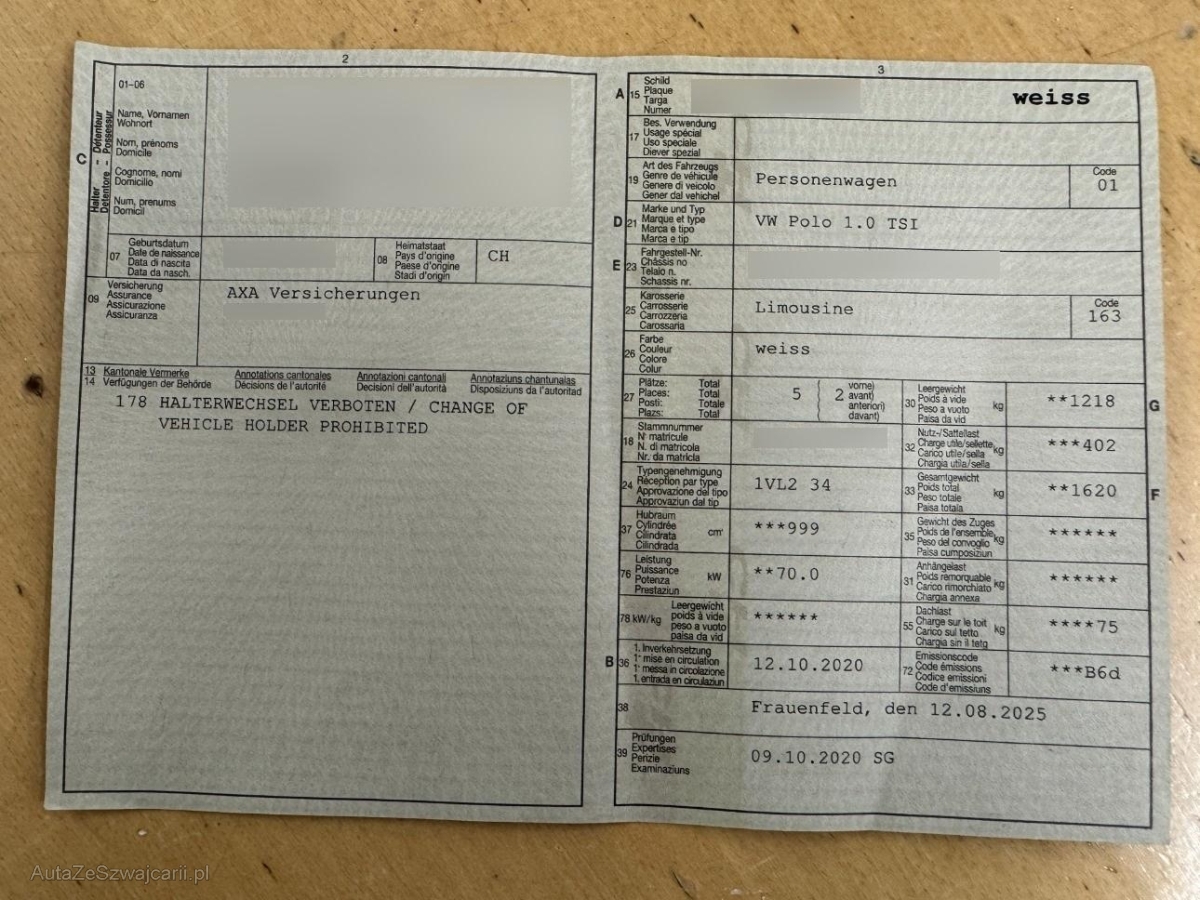 2
01-06
Name, Vornamen
Wohnort
Nom, prénoms
Domicile
Cognome, nomi
Domicilio
Num, prenums
Domicil
C
Halter - Détenteur
Detentore - Possessur
07
Geburtsdatum
Date de naissance
Data di nascita
Data da nasch.
08
Heimatstaat
Pays d'origine
Paese d'origine
Stadi d'origin
CH
09
Versicherung
Assurance
Assicurazione
Assicuranza
AXA Versicherungen
13 Kantonale Vermerke Annotations cantonales Annotazioni cantonali Annotaziuns chantunalas
14 Verfügungen der Behörde Décisions de l'autorité Decisioni dell'autorità Disposiziuns da l'autoritad
178 HALTERWECHSEL VERBOTEN / CHANGE OF
VEHICLE HOLDER PROHIBITED
3
A 15
Schild
Plaque
Targa
Numer
weiss
17
Bes. Verwendung
Usage spécial
Uso speciale
Diever spezial
19
Art des Fahrzeugs
Genre de véhicule
Genere di veicolo
Gener dal vehichel
Personenwagen
Code
01
D 21
Marke und Typ
Marque et type
Marca e tipo
Marca e tip
VW Polo 1.0 TSI
E 23
Fahrgestell-Nr.
Châssis no
Telaio n.
Schassis nr.
25
Karosserie
Carrosserie
Carrozzeria
Carossaria
Limousine
Code
163
26
Farbe
Couleur
Colore
Colur
weiss
27
Plätze: Total
Places: Total
Posti: Totale
Plazs: Total
5
2
vorne)
avant)
anteriori)
davant)
30
Leergewicht
Poids à vide
Peso a vuoto
Paisa da vid
kg
**1218
G
18
Stammnummer
N° matricule
N. di matricola
Nr. da matricla
32
Nutz-/Sattellast
Charge utile/sellette
Carico utile/sella
Chargia utila/sella
kg
***402
24
Typengenehmigung
Réception par type
Approvazione del tipo
Approvaziun dal tip
1VL2 34
33
Gesamtgewicht
Poids total
Peso totale
Paisa totala
kg
**1620
F
37
Hubraum
Cylindrée
Cilindrata
Cilindrada
cm³
***999
35
Gewicht des Zuges
Poids de l'ensemble
Peso del convoglio
Paisa cumposiziun
kg
******
76
Leistung
Puissance
Potenza
Prestaziun
kW
**70.0
31
Anhängelast
Poids remorquable
Carico rimorchiato
Chargia annexa
kg
******
78 kW/kg
Leergewicht
poids à vide
peso a vuoto
paisa da vid
******
55
Dachlast
Charge sur le toit
Carico sul tetto
Chargia sin il tetg
kg
****75
B 36
1. Inverkehrsetzung
1re mise en circulation
1a messa in circolazione
1. entrada en circulaziun
12.10.2020
72
Emissionscode
Code émissions
Codice emissioni
Code d'emissiuns
***B6d
38
Frauenfeld, den 12.08.2025
39
Prüfungen
Expertises
Perizie
Examinaziuns
09.10.2020 SG
AutaZeSzwajcarii.pl